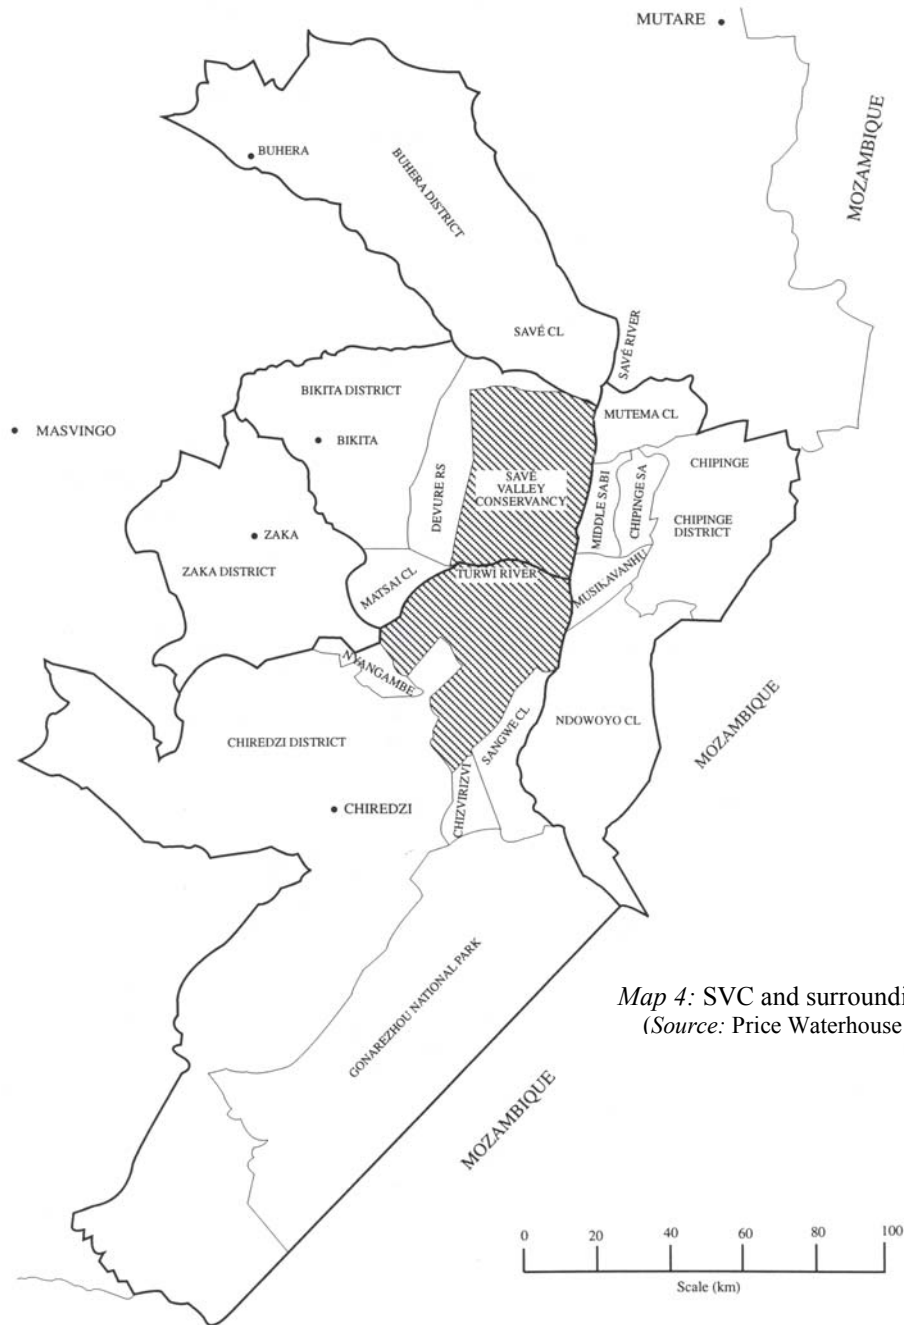 MUTARE
MOZAMBIQUE
BUHERA
BUHERA DISTRICT
SAVÉ CL
SAVÉ RIVER
BIKITA DISTRICT
MUTEMA CL
MASVINGO
BIKITA
DEVURE RS
SAVÉ
VALLEY
CONSERVANCY
MIDDLE SABI
CHIPINGE SA
CHIPINGE
CHIPINGE
DISTRICT
ZAKA
ZAKA DISTRICT
MATSAI CL
TURWI RIVER
MUSIKAVANHU
NYANGAMBE
CHIREDZI DISTRICT
SANGWE CL
NDOWOYO CL
MOZAMBIQUE
CHIZVIRIZVI
CHIREDZI
GONAREZHOU NATIONAL PARK
Map 4: SVC and surroundi
(Source: Price Waterhouse
MOZAMBIQUE
0 20 40 60 80 100
Scale (km)